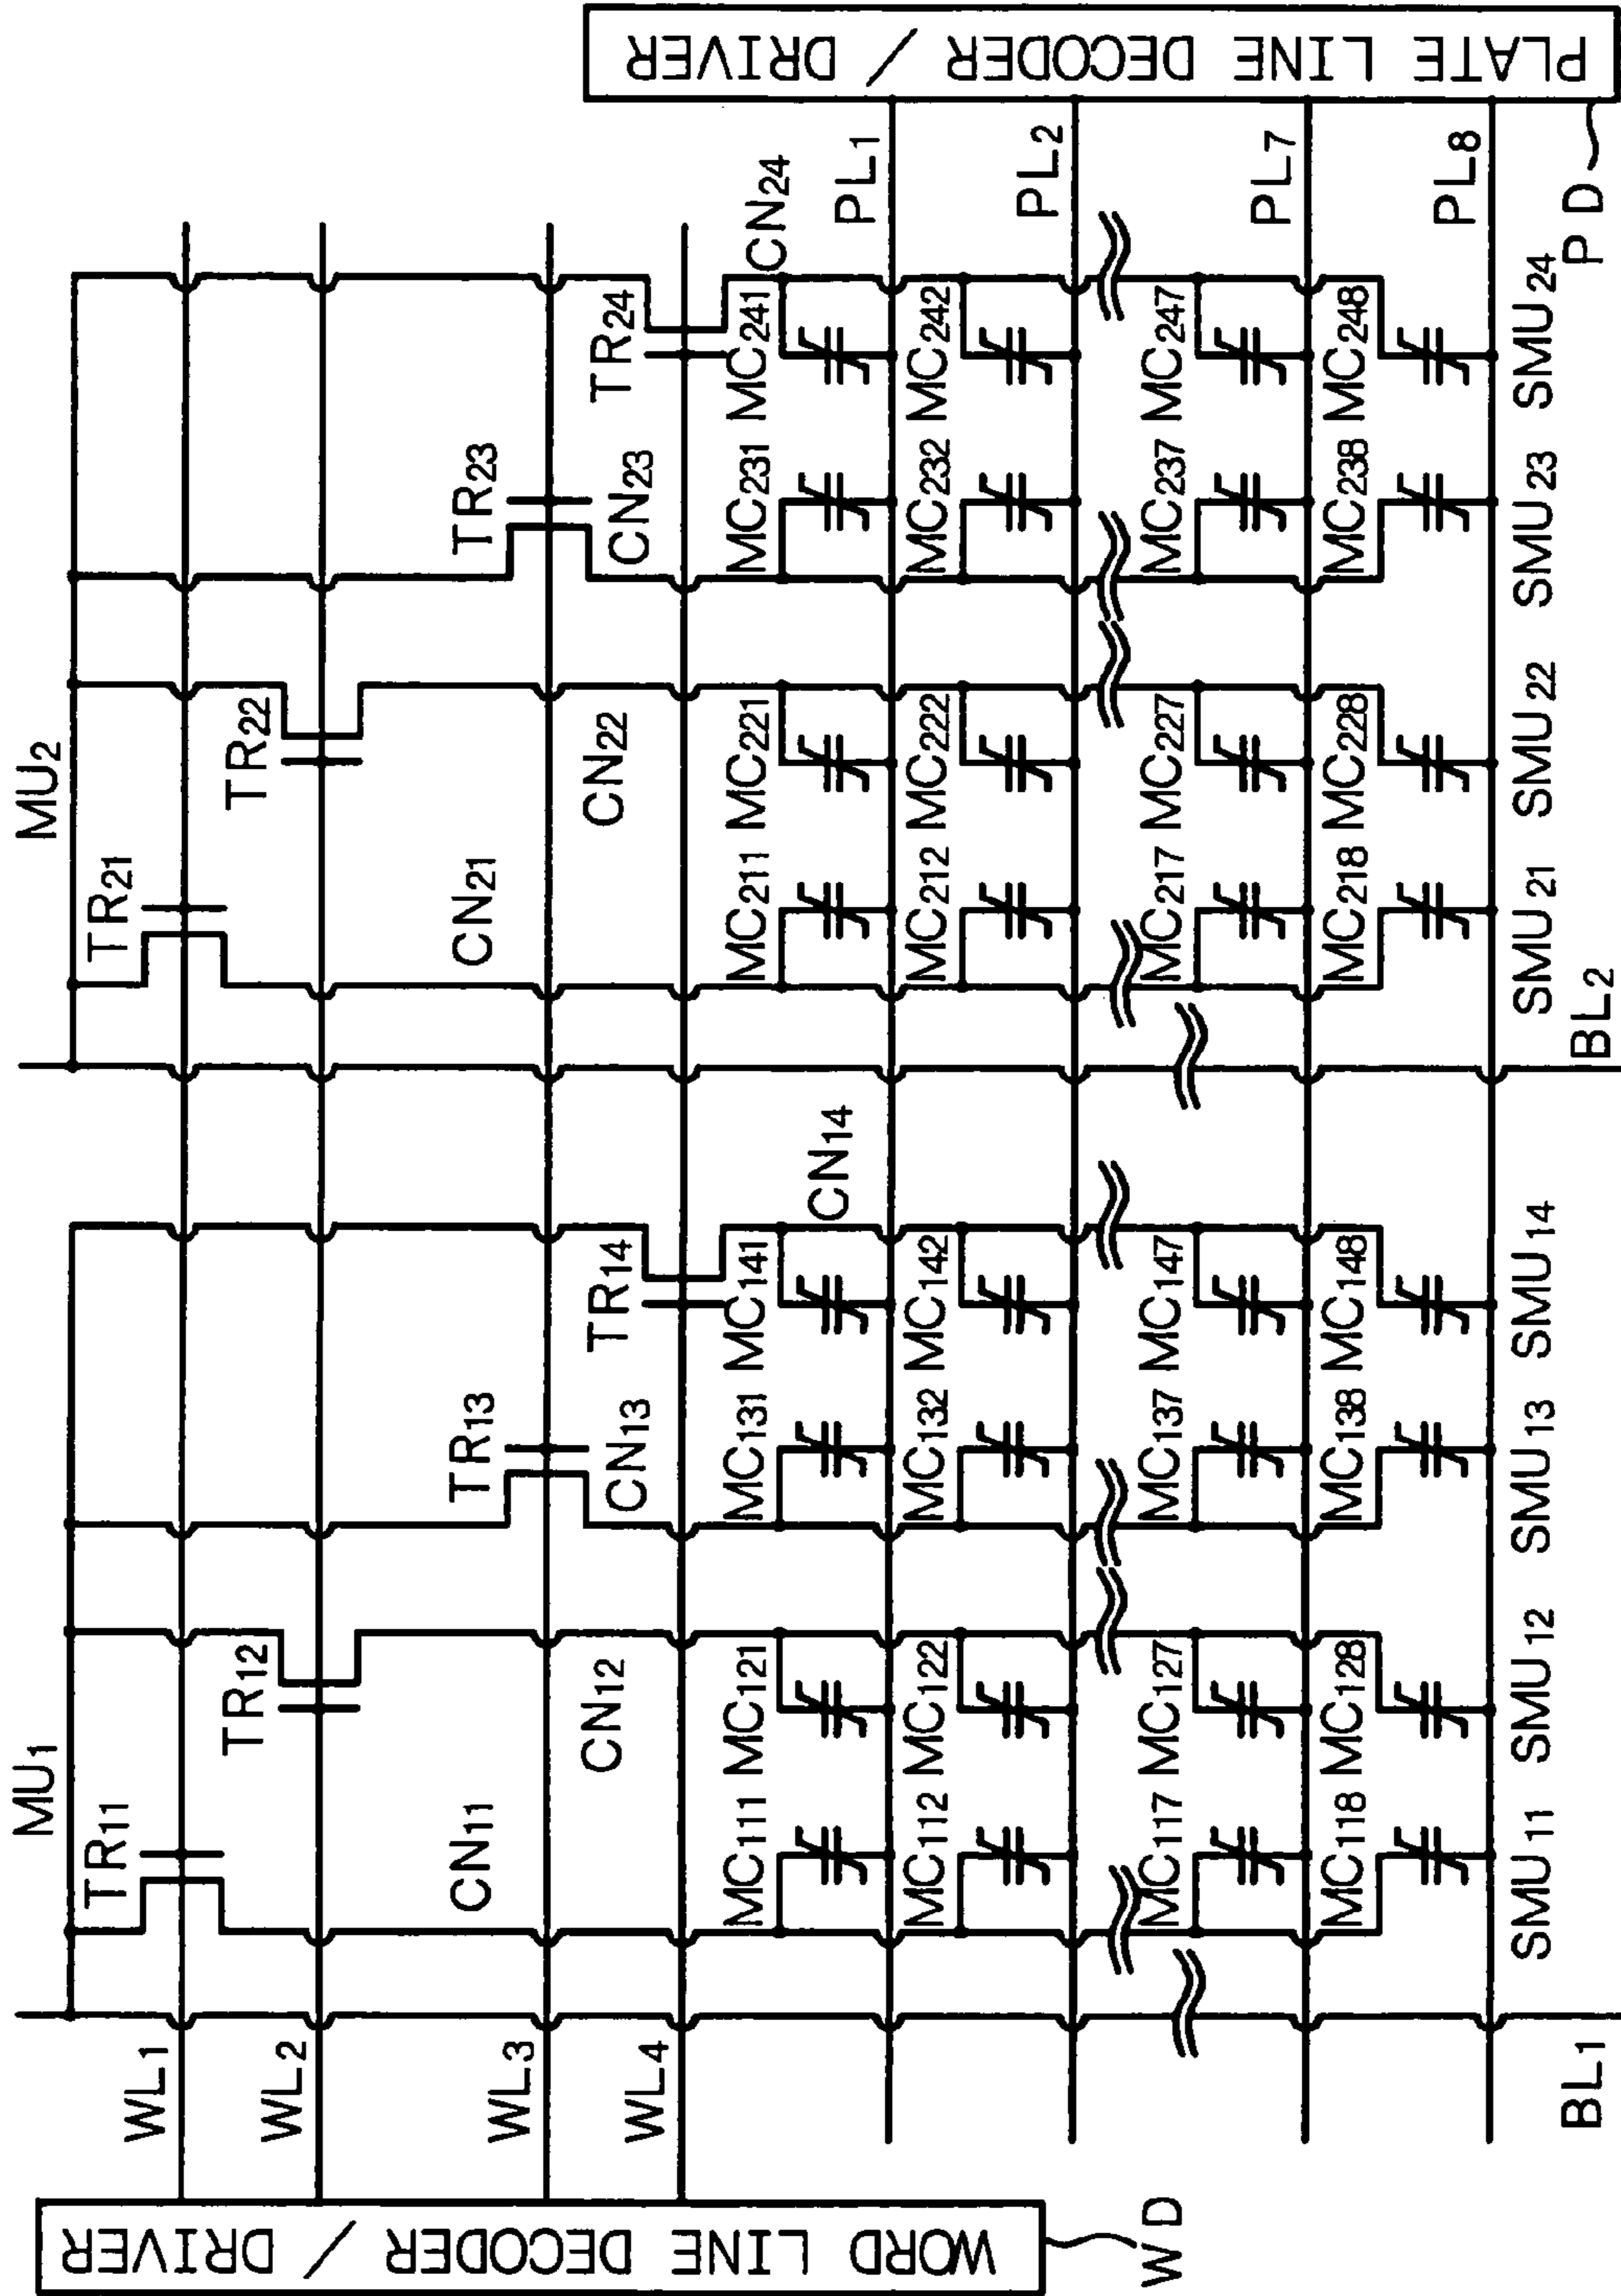 MU1
MU2
TR11
TR21
WL1
TR12
TR22
WL2
CN11
TR13
CN21
TR23
WL3
CN12
CN13
TR14
CN22
CN23
TR24
WL4
CN24
MC111
MC121
MC131
MC141
CN14
MC211
MC221
MC231
MC241
PL1
MC112
MC122
MC132
MC142
MC212
MC222
MC232
MC242
PL2
MC117
MC127
MC137
MC147
MC217
MC227
MC237
MC247
PL7
MC118
MC128
MC138
MC148
MC218
MC228
MC238
MC248
PL8
SMU11
SMU12
SMU13
SMU14
SMU21
SMU22
SMU23
SMU24
BL1
BL2
PD
WORD LINE DECODER / DRIVER
WD
PLATE LINE DECODER / DRIVER